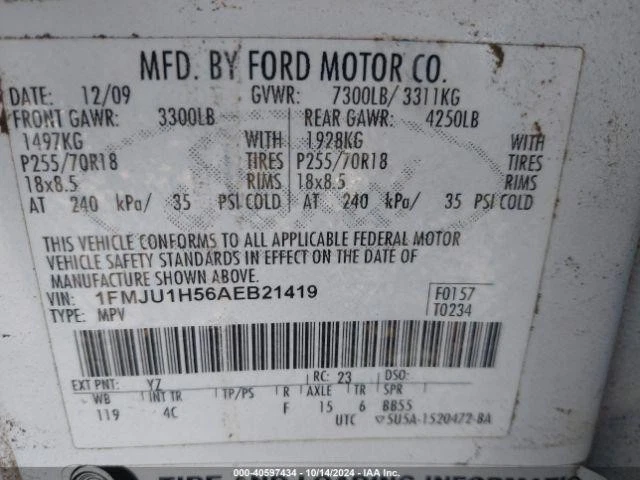 MFD. BY FORD MOTOR CO.
DATE: 12/09 GVWR: 7300LB/ 3311KG
FRONT GAWR: 3300LB REAR GAWR: 4250LB
1497KG WITH 1928KG WITH
P255/70R18 TIRES P255/70R18 TIRES
18x8.5 RIMS 18x8.5 RIMS
AT 240 kPa/ 35 PSI COLD AT 240 kPa/ 35 PSI COLD
THIS VEHICLE CONFORMS TO ALL APPLICABLE FEDERAL MOTOR
VEHICLE SAFETY STANDARDS IN EFFECT ON THE DATE OF
MANUFACTURE SHOWN ABOVE.
VIN: 1FMJU1H56AEB21419 F0157
TYPE: MPV T0234
EXT PNT: YZ RC: 23 DSO:
WB INT TR TP/PS R AXLE TR SPR
119 4C F 15 6 BB55
UTC 5U5A-1520472-BA
© 40597434 - 10/14/2024 - IAA Inc.
TIRE AND LOADING INFORMATION